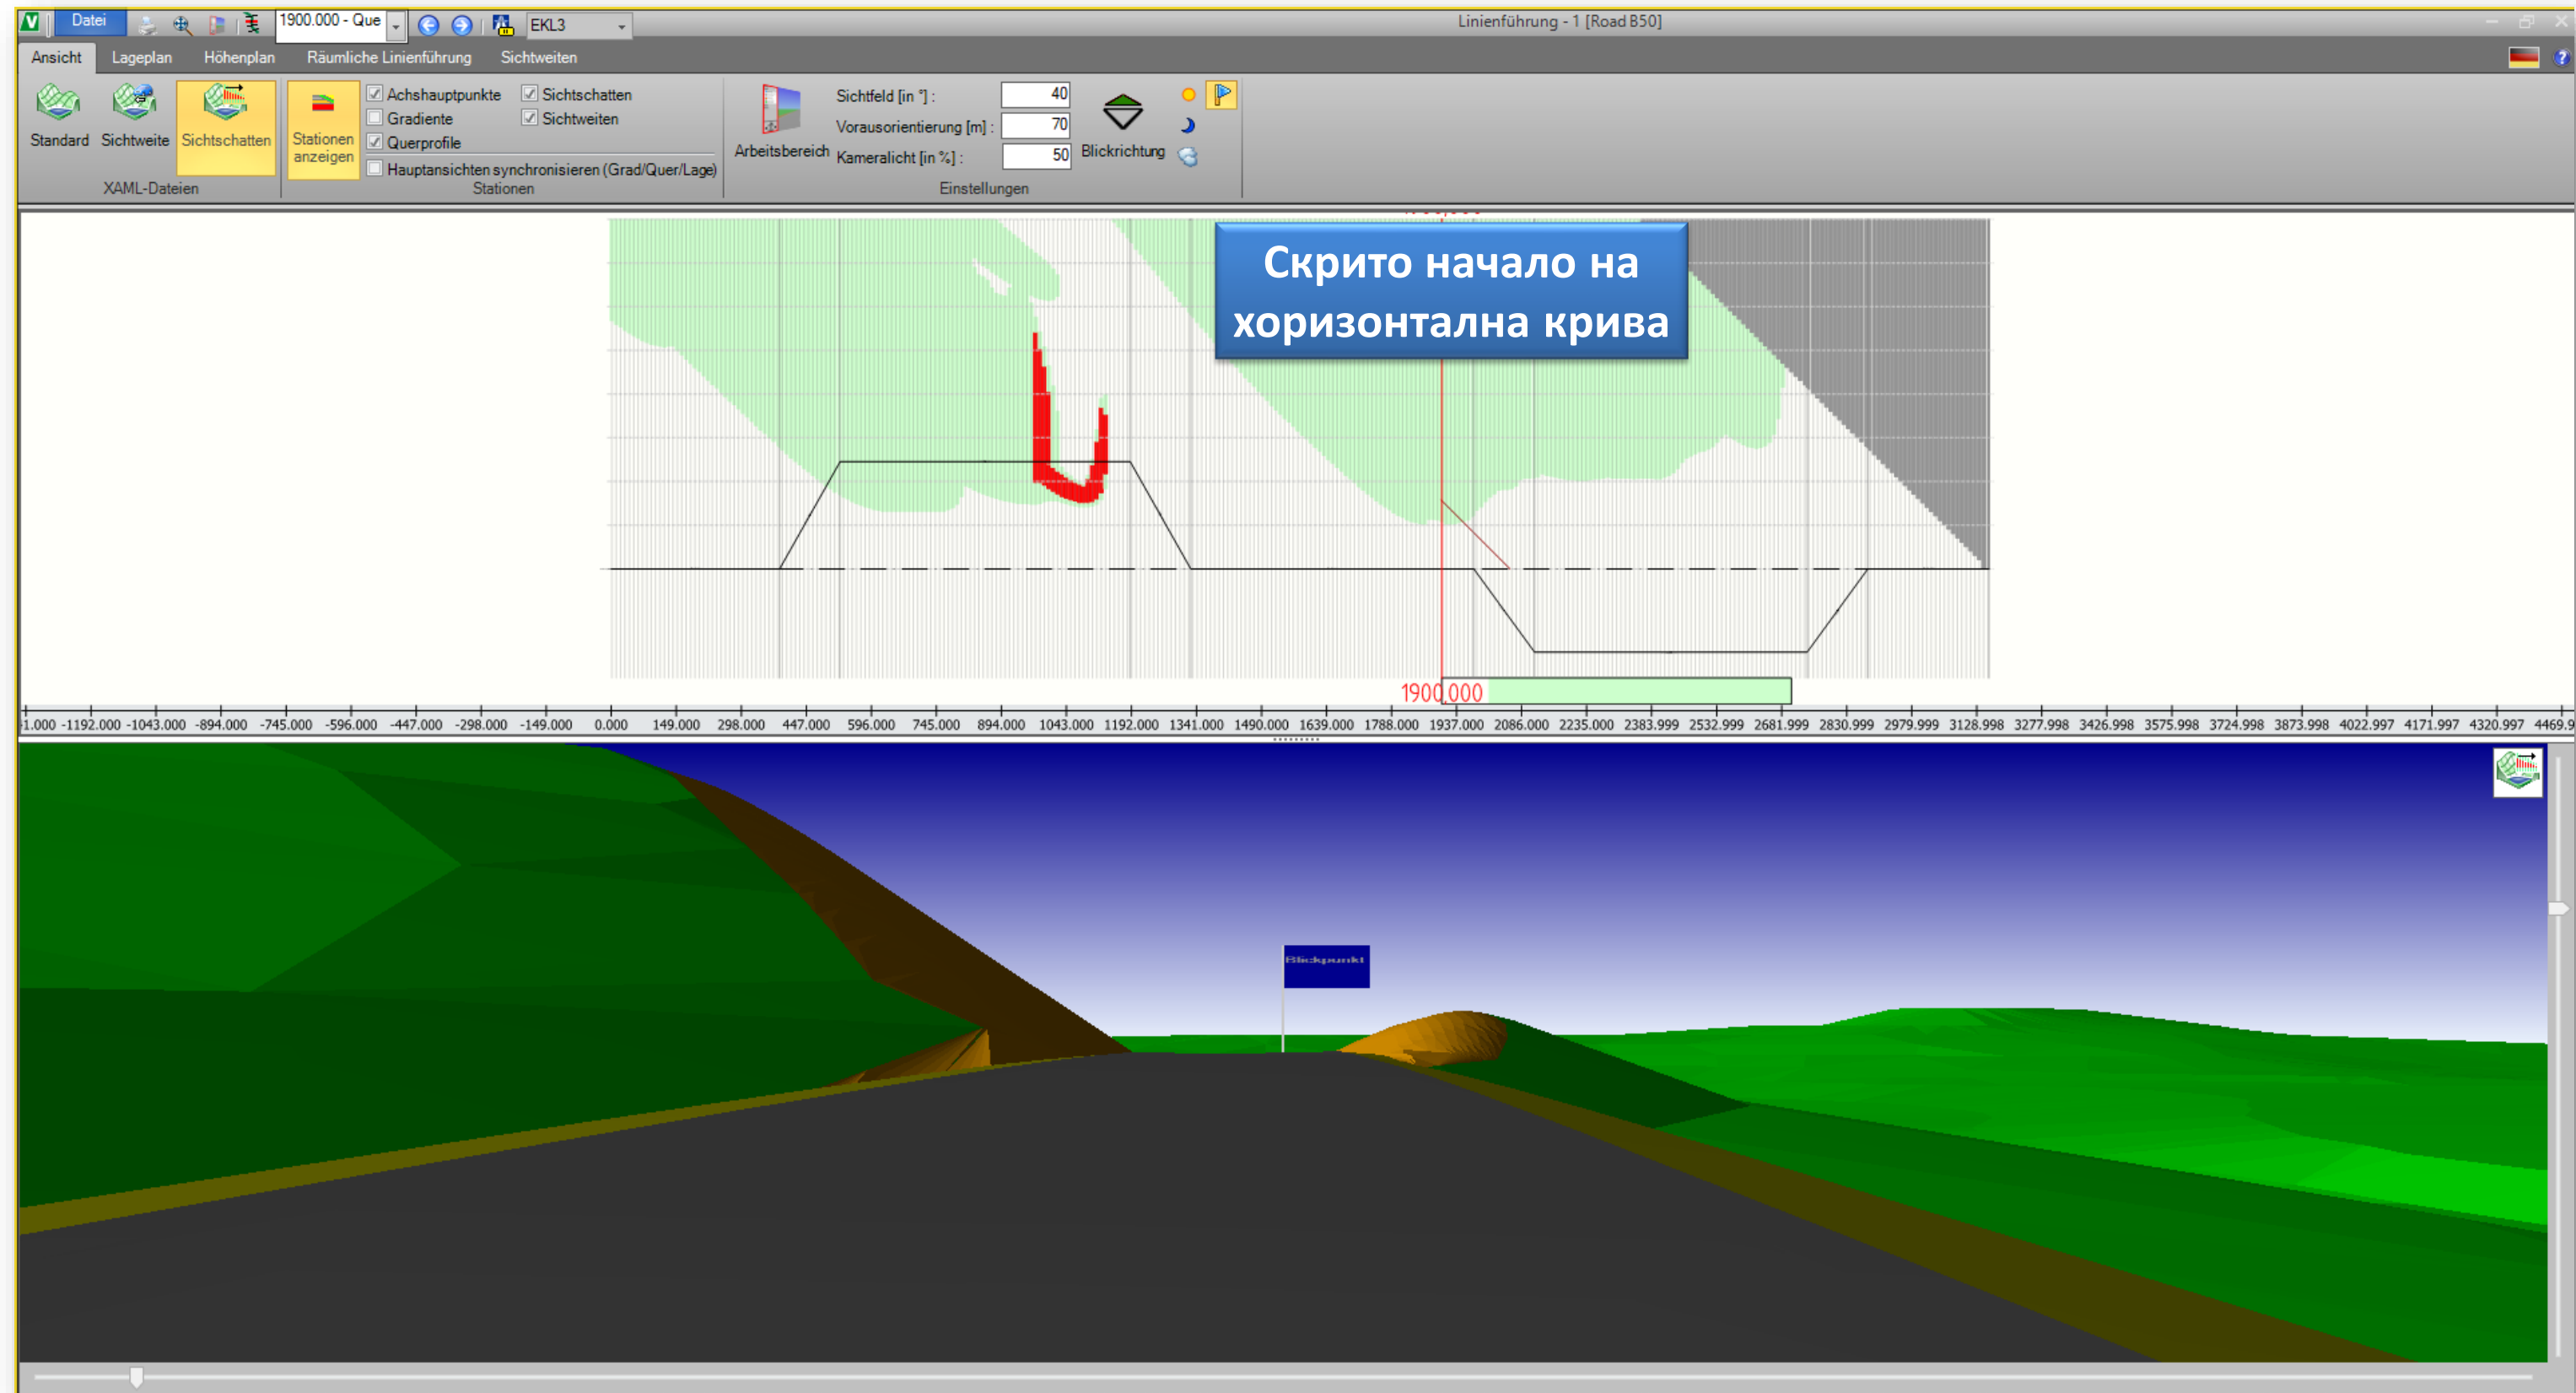 Datei
1900.000 - Que
EKL3
Linienführung - 1 [Road B50]
Ansicht Lageplan Höhenplan Räumliche Linienführung Sichtweiten
Standard Sichtweite Sichtschatten
XAML-Dateien
Stationen
anzeigen
Achshauptpunkte Sichtschatten
Gradiente Sichtweiten
Querprofile
Hauptansichten synchronisieren (Grad/Quer/Lage)
Stationen
Arbeitsbereich
Sichtfeld [in °] : 40
Vorausorientierung [m] : 70
Kameralicht [in %] : 50
Blickrichtung
Einstellungen
Скрито начало на
хоризонтална крива
1900,000
-1192.000 -1043.000 -894.000 -745.000 -596.000 -447.000 -298.000 -149.000 0.000 149.000 298.000 447.000 596.000 745.000 894.000 1043.000 1192.000 1341.000 1490.000 1639.000 1788.000 1937.000 2086.000 2235.000 2383.999 2532.999 2681.999 2830.999 2979.999 3128.998 3277.998 3426.998 3575.998 3724.998 3873.998 4022.997 4171.997 4320.997 4469.9
Blickpunkt